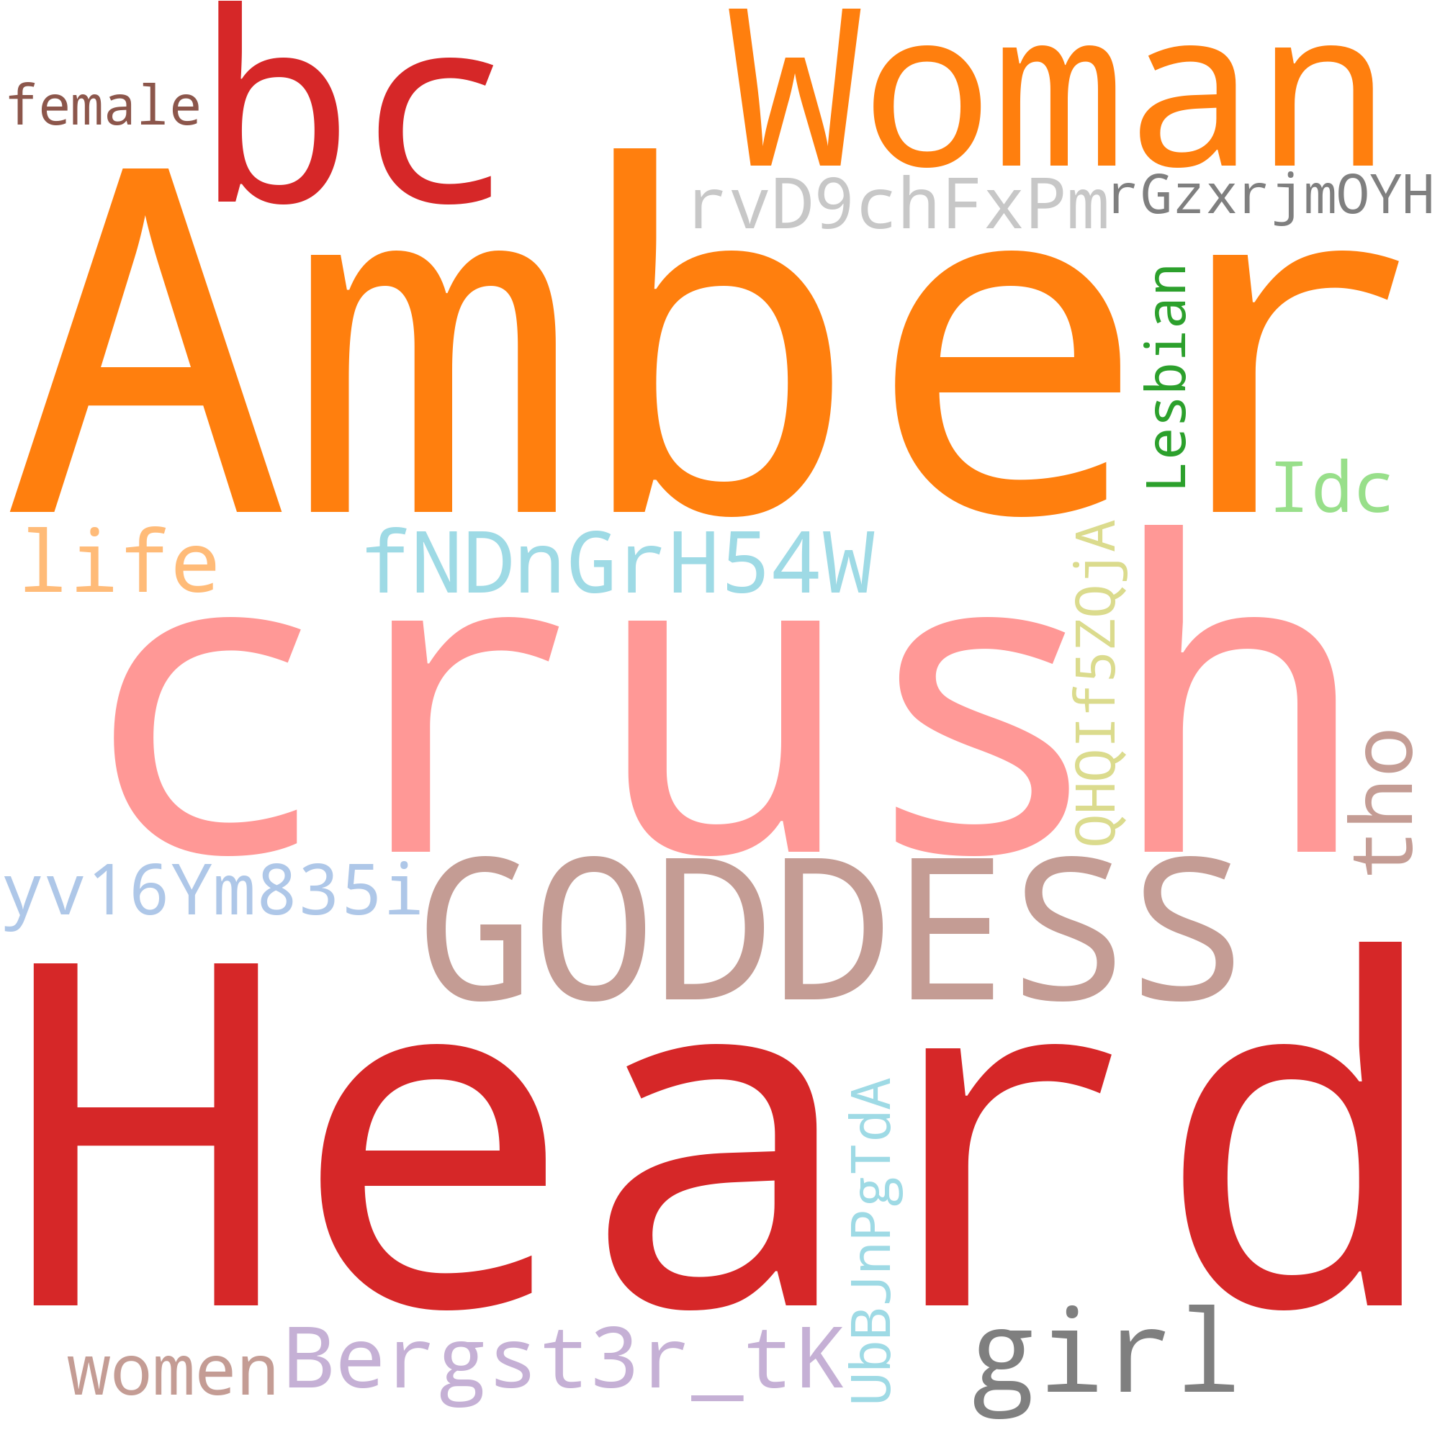 bc
Woman
female
rvD9chFxPm
rGzxrjmOYH
Amber
Lesbian
Idc
life
fNDnGrH54W
QHQIf5ZQjA
crush
tho
yv16Ym835i
GODDESS
Heard
UbBJnPgTdA
women
Bergst3r_tK
girl